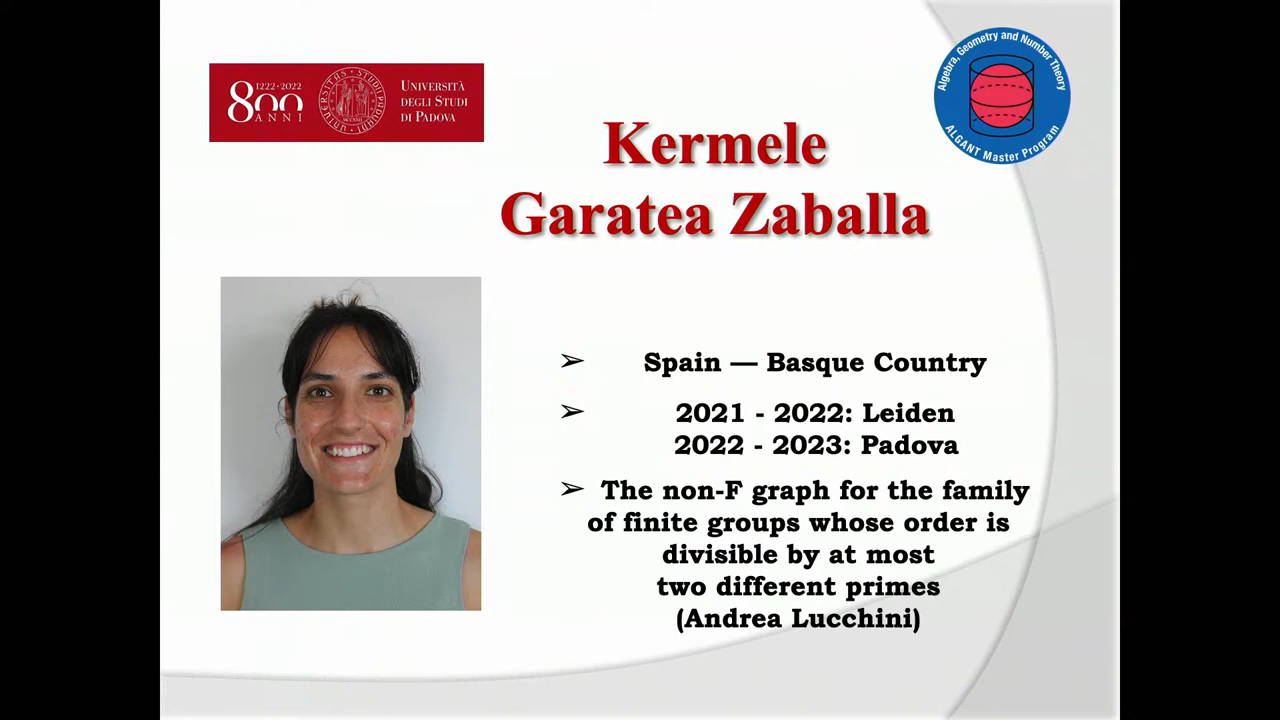 1222·2022
800
ANNI
UNIVERSITÀ
DEGLI STUDI
DI PADOVA
Algebra, Geometry and Number Theory
ALGANT Master Program
Kermele
Garatea Zaballa
➢ Spain — Basque Country
➢ 2021 - 2022: Leiden
2022 - 2023: Padova
➢ The non-F graph for the family
of finite groups whose order is
divisible by at most
two different primes
(Andrea Lucchini)